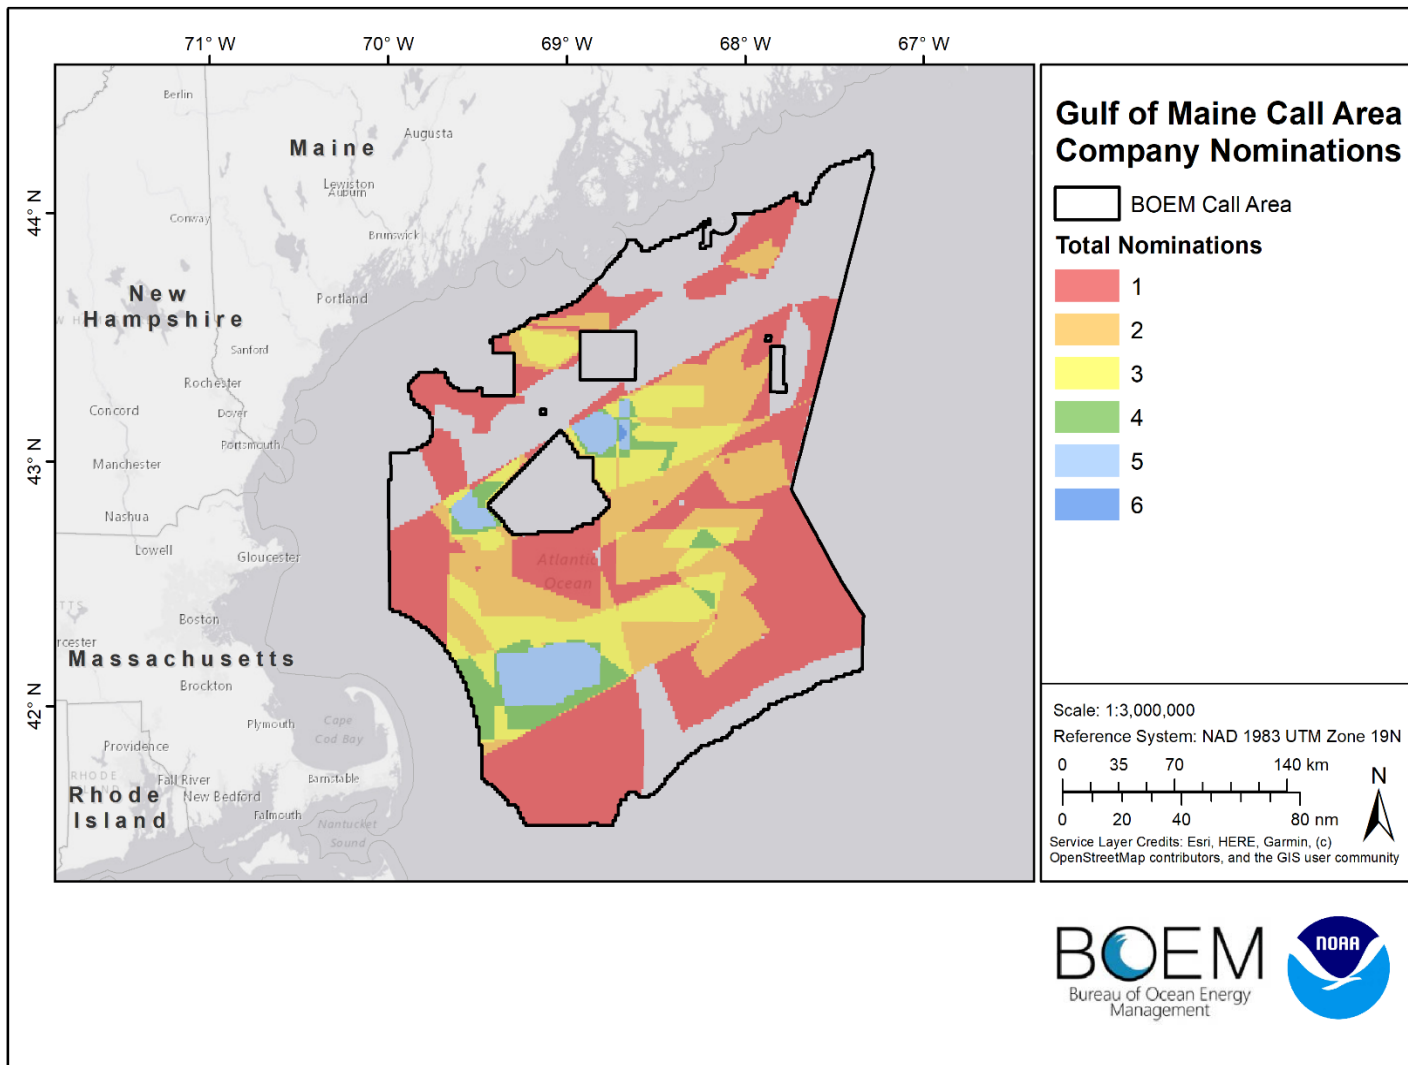 71° W
70° W
69° W
68° W
67° W
44° N
43° N
42° N
Berlin
Augusta
Maine
Lewiston
Auburn
Conway
Brunswick
New
Hampshire
Portland
Sanford
Rochester
Concord
Dover
Portsmouth
Manchester
Nashua
Lowell
Gloucester
Atlantic
Ocean
Boston
Massachusetts
Brockton
Plymouth
Cape
Cod Bay
Providence
RHODE
Fall River
Barnstable
Rhode
Island
New Bedford
Falmouth
Nantucket
Sound
Gulf of Maine Call Area
Company Nominations
BOEM Call Area
Total Nominations
1
2
3
4
5
6
Scale: 1:3,000,000
Reference System: NAD 1983 UTM Zone 19N
0 35 70 140 km
0 20 40 80 nm
N
Service Layer Credits: Esri, HERE, Garmin, (c)
OpenStreetMap contributors, and the GIS user community
BOEM
Bureau of Ocean Energy
Management
NOAA